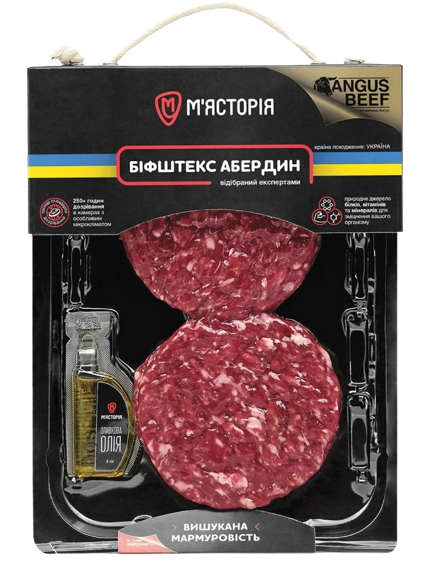 М'ЯСТОРІЯ
ANGUS
BEEF
країна походження: УКРАЇНА
БІФШТЕКС АБЕРДИН
відібраний експертами
250+ годин
дозрівання
в камерах з
особливим
мікрокліматом
природне джерело
білків, вітамінів
та мінералів для
зміцнення вашого
організму
М'ЯСТОРІЯ
ОЛИВКОВА
ОЛІЯ
ВИШУКАНА
МАРМУРОВІСТЬ